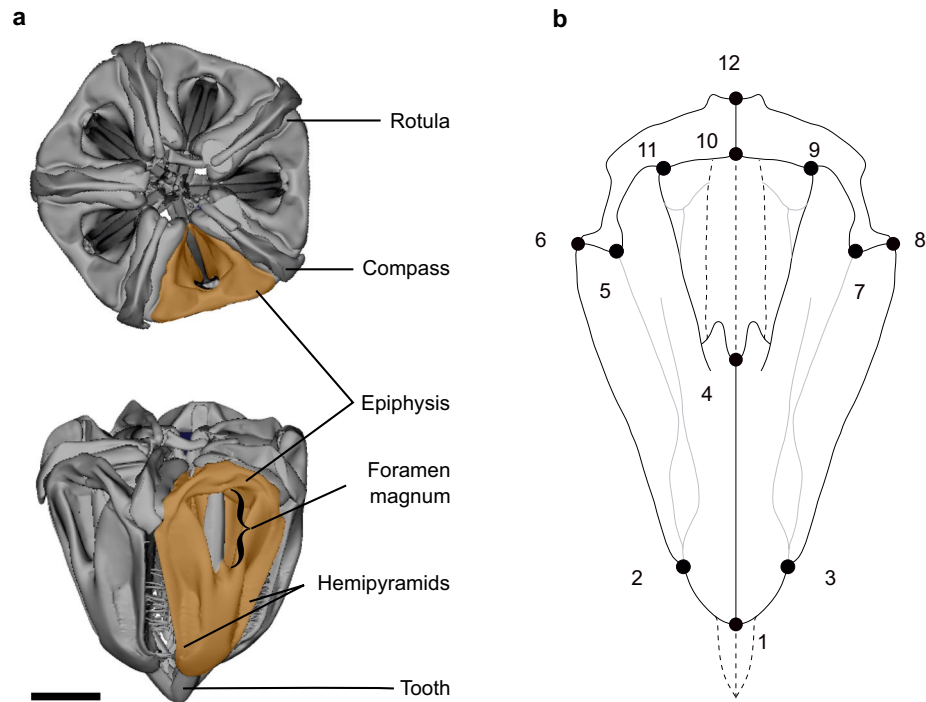 a
b
Rotula
Compass
Epiphysis
Foramen
magnum
Hemipyramids
Tooth
12
10
11
9
6
8
5
7
4
2
3
1